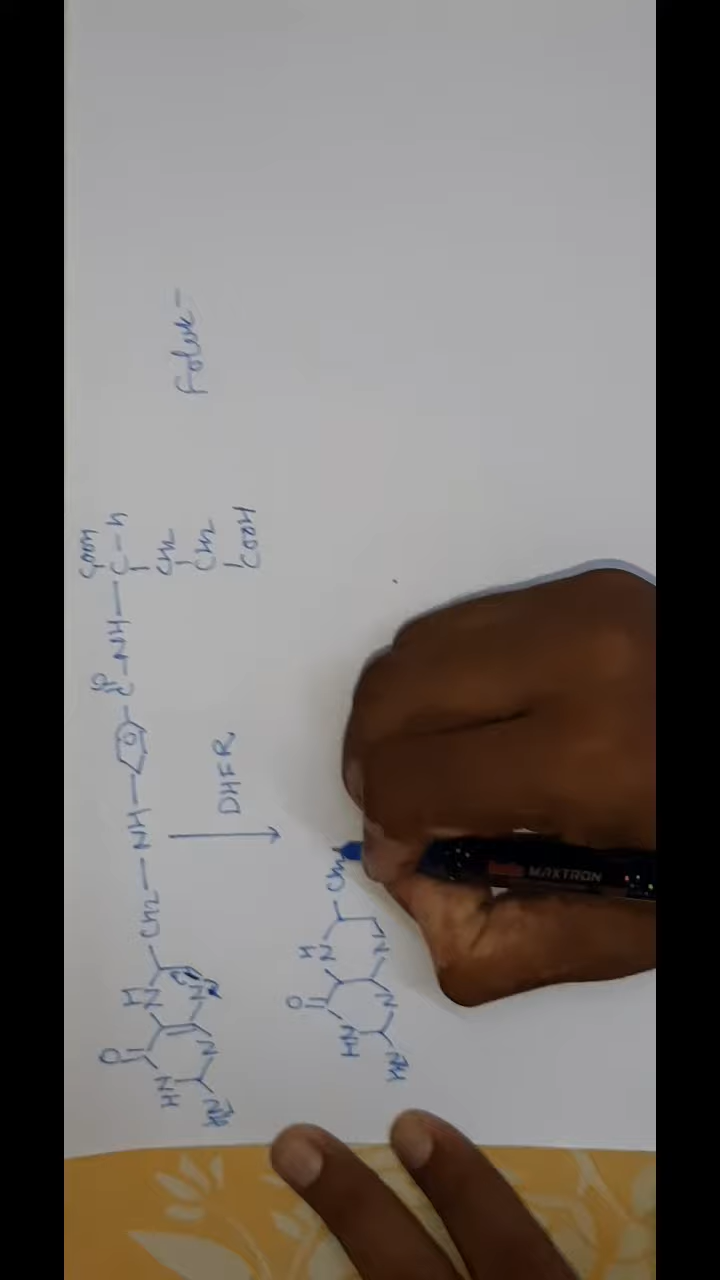 COOH
O
CH2 — NH — C — NH — C — H
O
H
N
HN
N
N
H2N
CH2
CH2
COOH
Folate -
DHFR
O
H
N
CH2
HN
N
N
H2N
MAXTRON